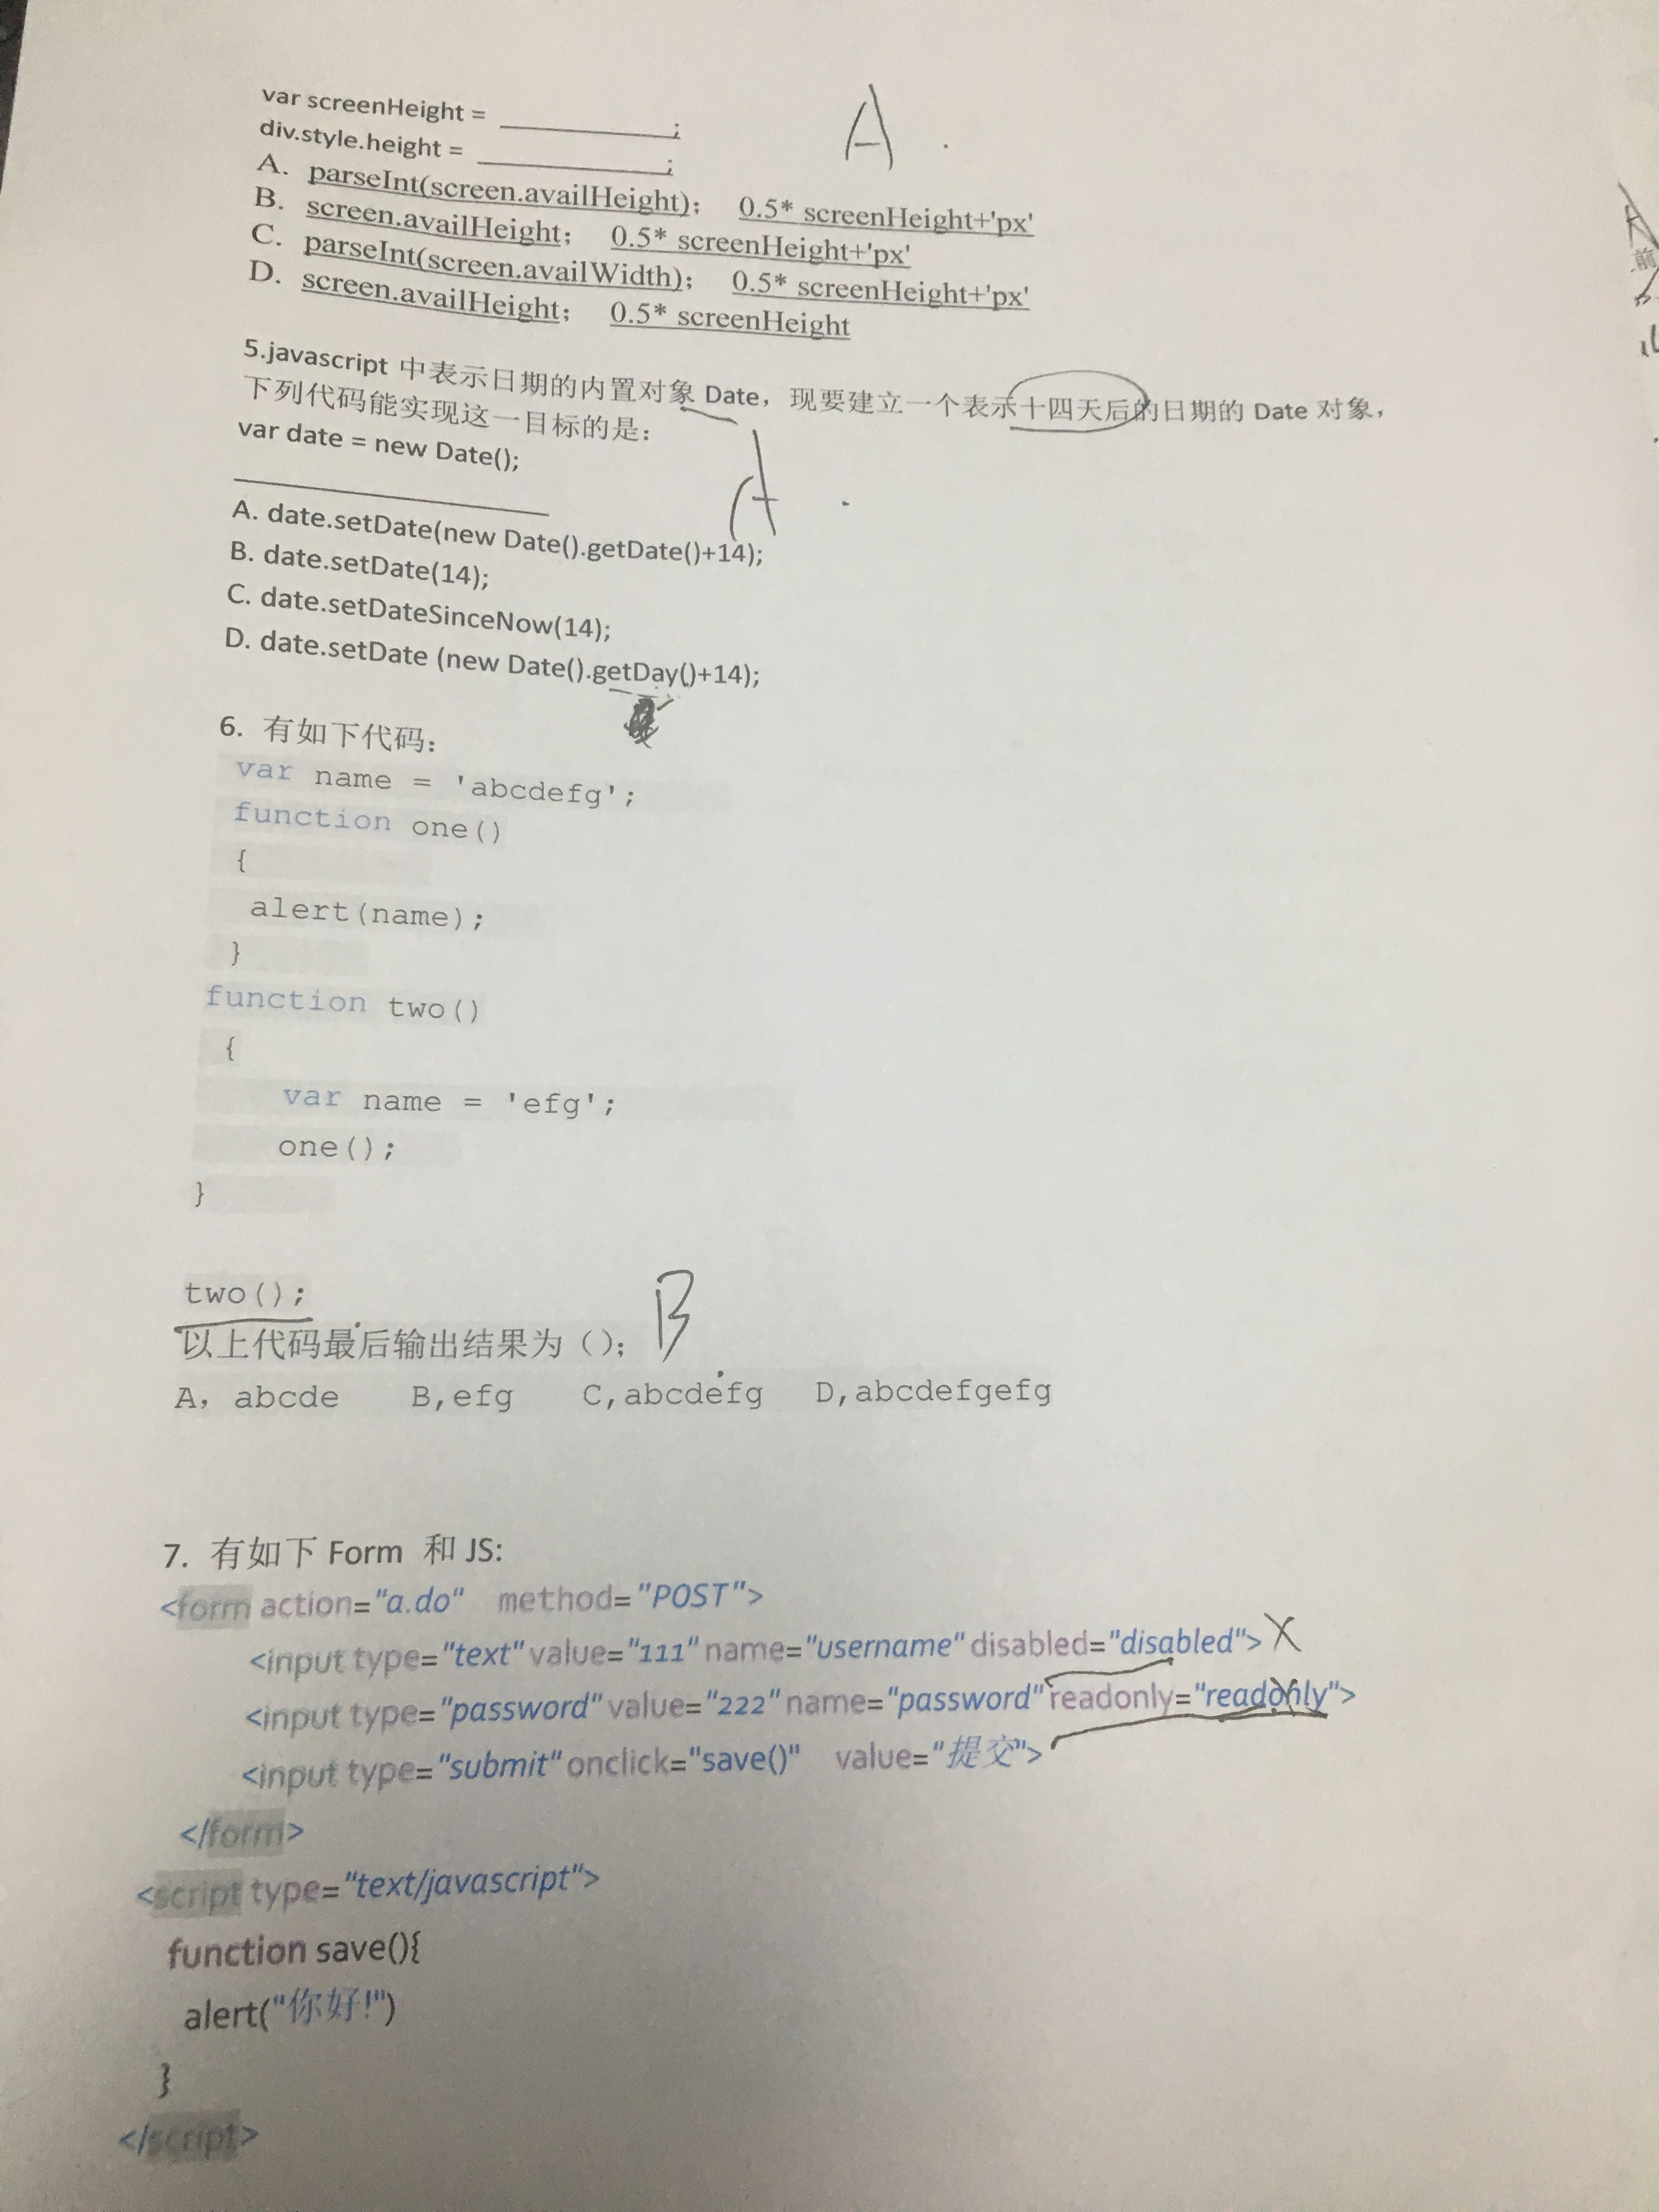 var screenHeight = ____________;
div.style.height = ____________;
A
A. parseInt(screen.availHeight); 0.5* screenHeight+'px'
B. screen.availHeight; 0.5* screenHeight+'px'
C. parseInt(screen.availWidth); 0.5* screenHeight+'px'
D. screen.availHeight; 0.5* screenHeight
前
5.javascript 中表示日期的内置对象 Date，现要建立一个表示十四天后的日期的 Date 对象，
下列代码能实现这一目标的是：
var date = new Date();
____________
A
A. date.setDate(new Date().getDate()+14);
B. date.setDate(14);
C. date.setDateSinceNow(14);
D. date.setDate (new Date().getDay()+14);
6. 有如下代码：
var name = 'abcdefg';
function one()
{
alert(name);
}
function two()
{
var name = 'efg';
one();
}
two();
以上代码最后输出结果为（）；
B
A，abcde B,efg C,abcdefg D,abcdefgefg
7. 有如下 Form 和 JS:
<form action="a.do" method="POST">
<input type="text" value="111" name="username" disabled="disabled"> X
<input type="password" value="222" name="password" readonly="readonly">
<input type="submit" onclick="save()" value="提交">
</form>
<script type="text/javascript">
function save(){
alert("你好!")
}
</script>